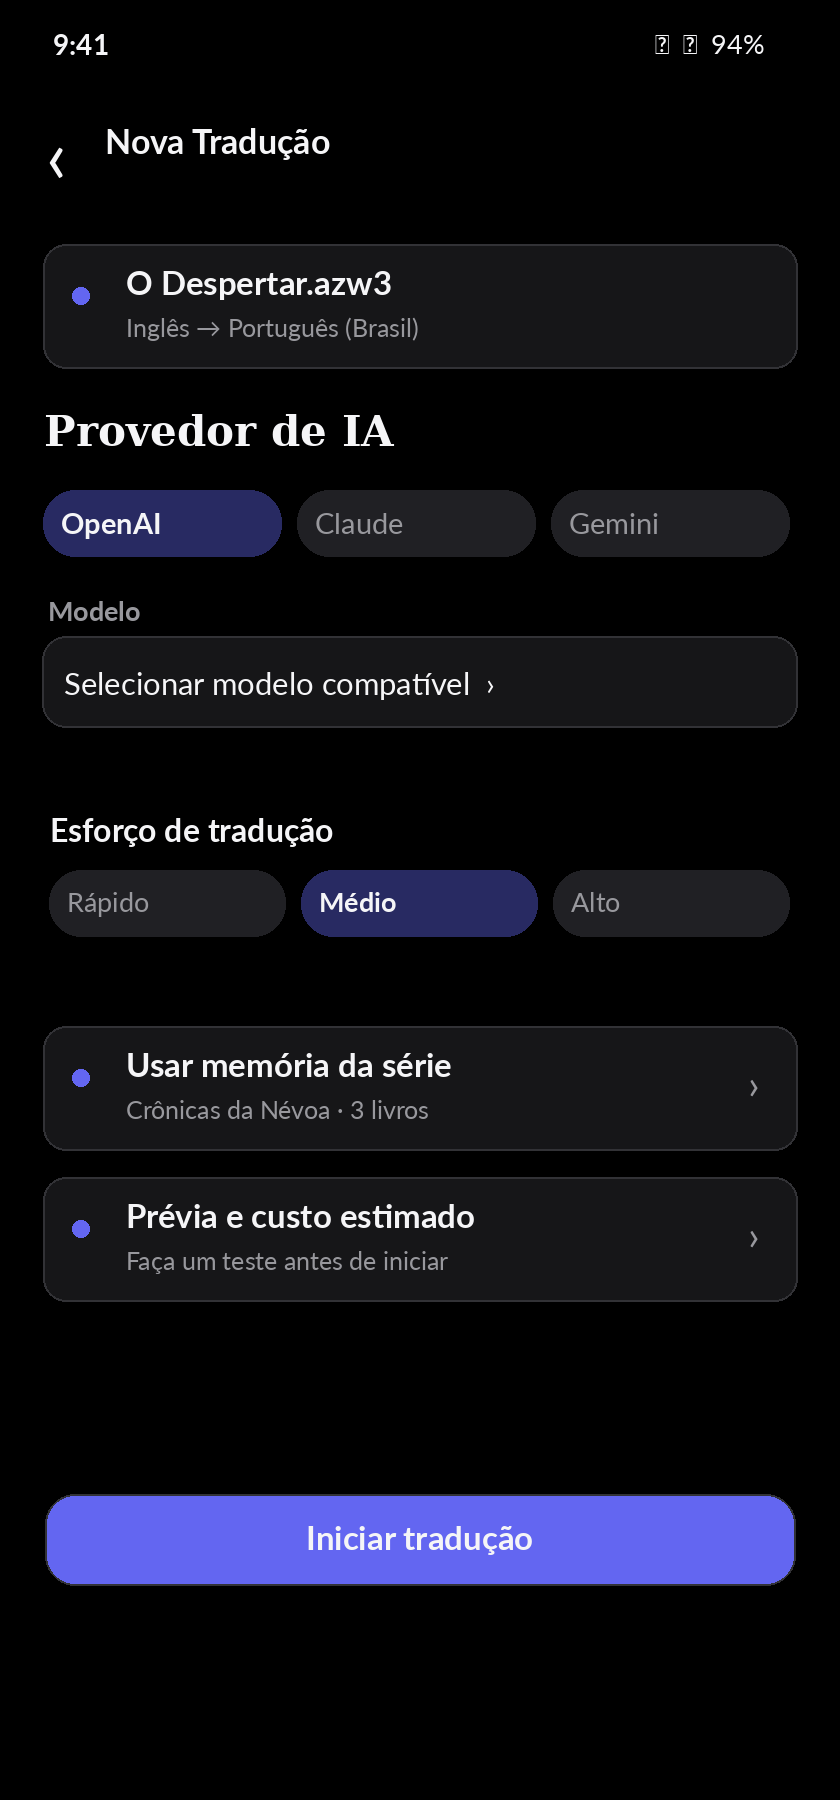 9:41
94%
‹ Nova Tradução
O Despertar.azw3
Inglês → Português (Brasil)
Provedor de IA
OpenAI Claude Gemini
Modelo
Selecionar modelo compatível ›
Esforço de tradução
Rápido Médio Alto
Usar memória da série ›
Crônicas da Névoa · 3 livros
Prévia e custo estimado ›
Faça um teste antes de iniciar
Iniciar tradução